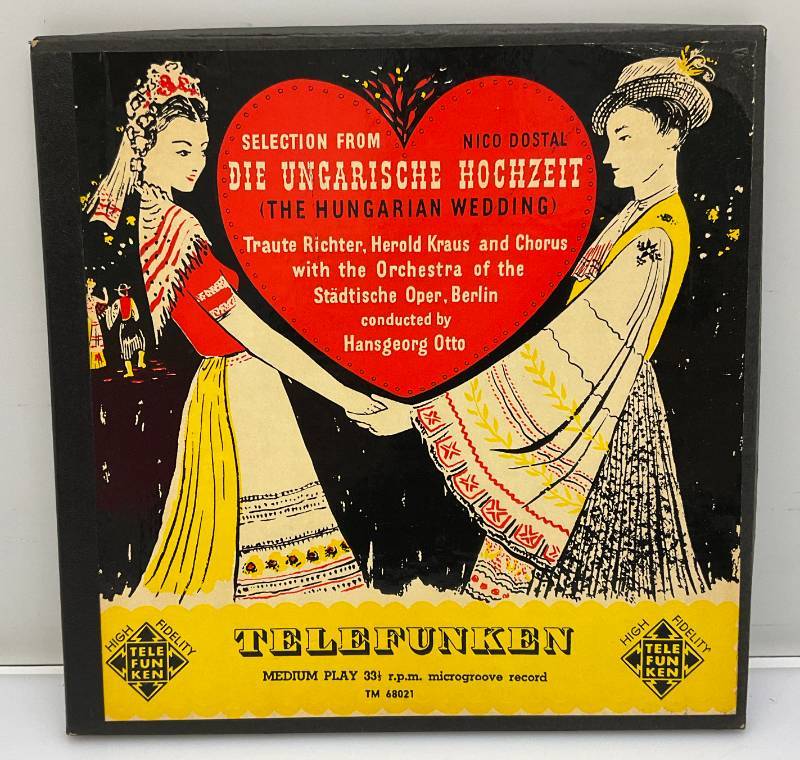 SELECTION FROM NICO DOSTAL
DIE UNGARISCHE HOCHZEIT
(THE HUNGARIAN WEDDING)
Traute Richter, Herold Kraus and Chorus
with the Orchestra of the
Städtische Oper, Berlin
conducted by
Hansgeorg Otto
HIGH FIDELITY
TELE
FUN
KEN
TELEFUNKEN
MEDIUM PLAY 33⅓ r.p.m. microgroove record
TM 68021
HIGH FIDELITY
TELE
FUN
KEN